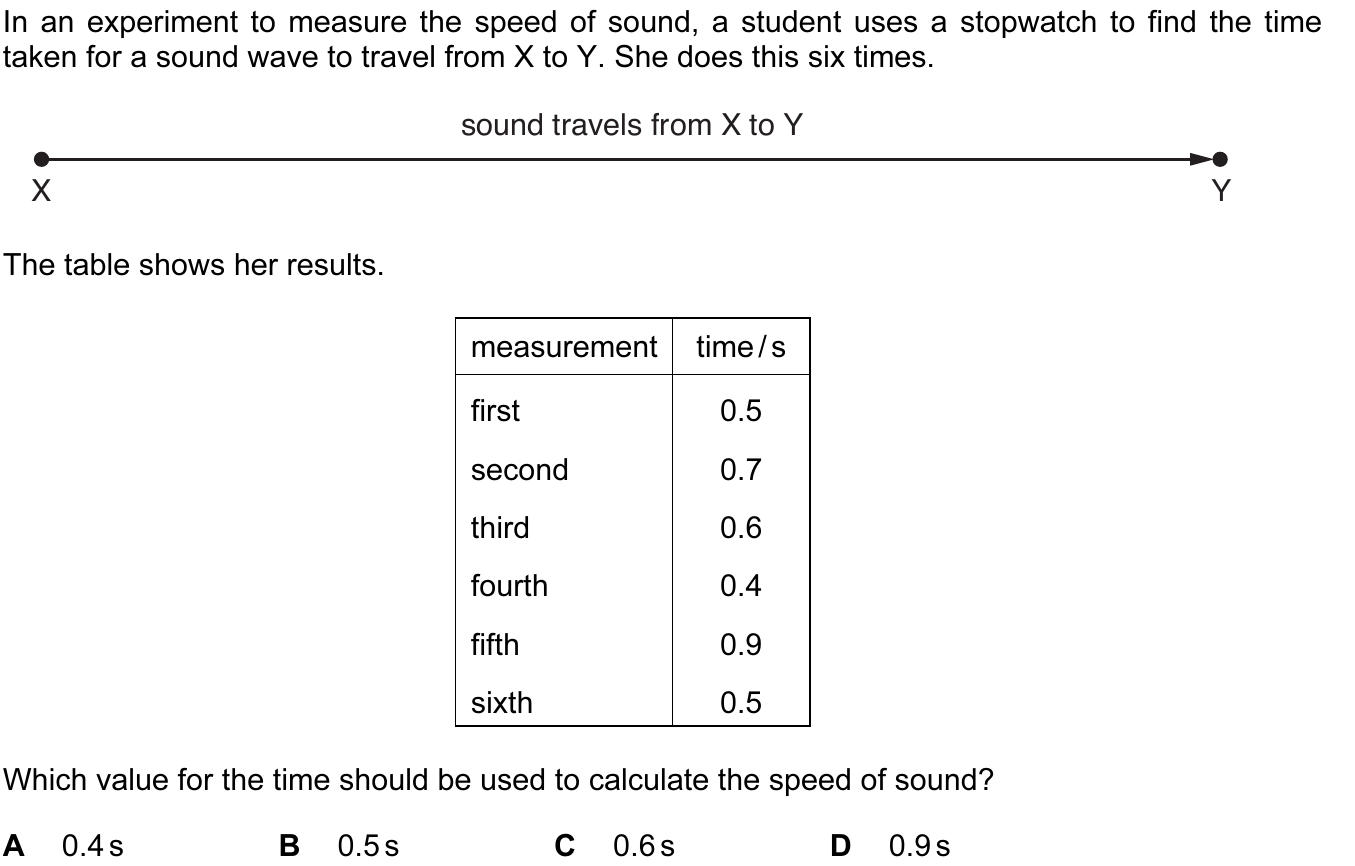 In an experiment to measure the speed of sound, a student uses a stopwatch to find the time
taken for a sound wave to travel from X to Y. She does this six times.
sound travels from X to Y
X Y
The table shows her results.
measurement time / s
first 0.5
second 0.7
third 0.6
fourth 0.4
fifth 0.9
sixth 0.5
Which value for the time should be used to calculate the speed of sound?
A 0.4 s B 0.5 s C 0.6 s D 0.9 s